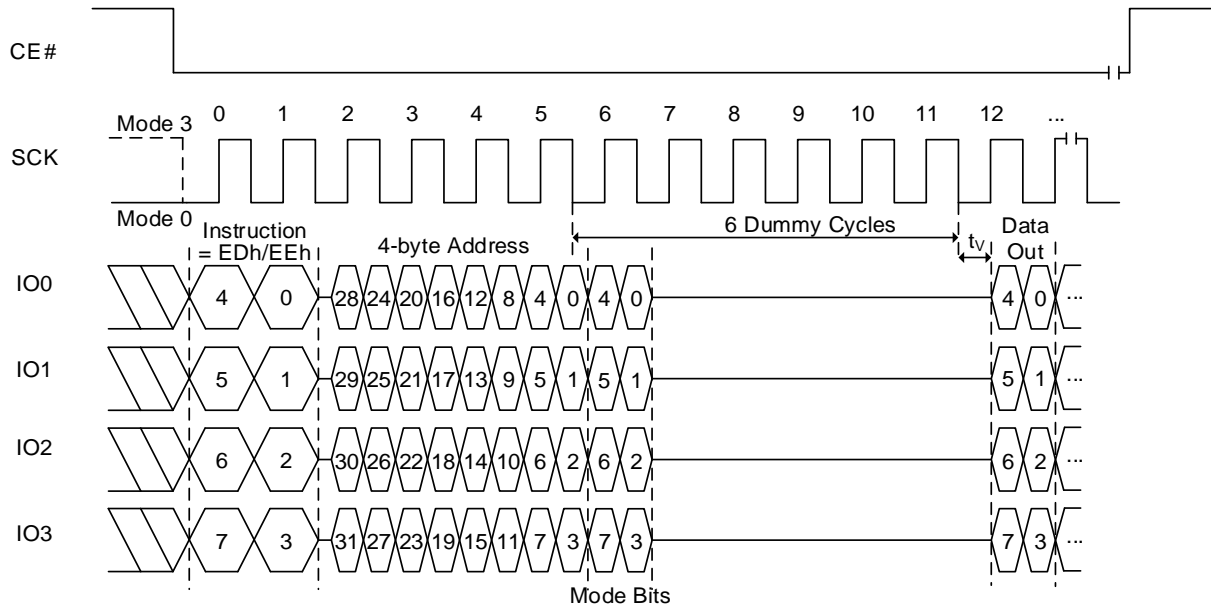 CE#
0 1 2 3 4 5 6 7 8 9 10 11 12 ...
Mode 3
SCK
Mode 0
Instruction
= EDh/EEh
4-byte Address
6 Dummy Cycles
tV
Data
Out
IO0 4 0 28 24 20 16 12 8 4 0 4 0 4 0 ...
IO1 5 1 29 25 21 17 13 9 5 1 5 1 5 1 ...
IO2 6 2 30 26 22 18 14 10 6 2 6 2 6 2 ...
IO3 7 3 31 27 23 19 15 11 7 3 7 3 7 3 ...
Mode Bits